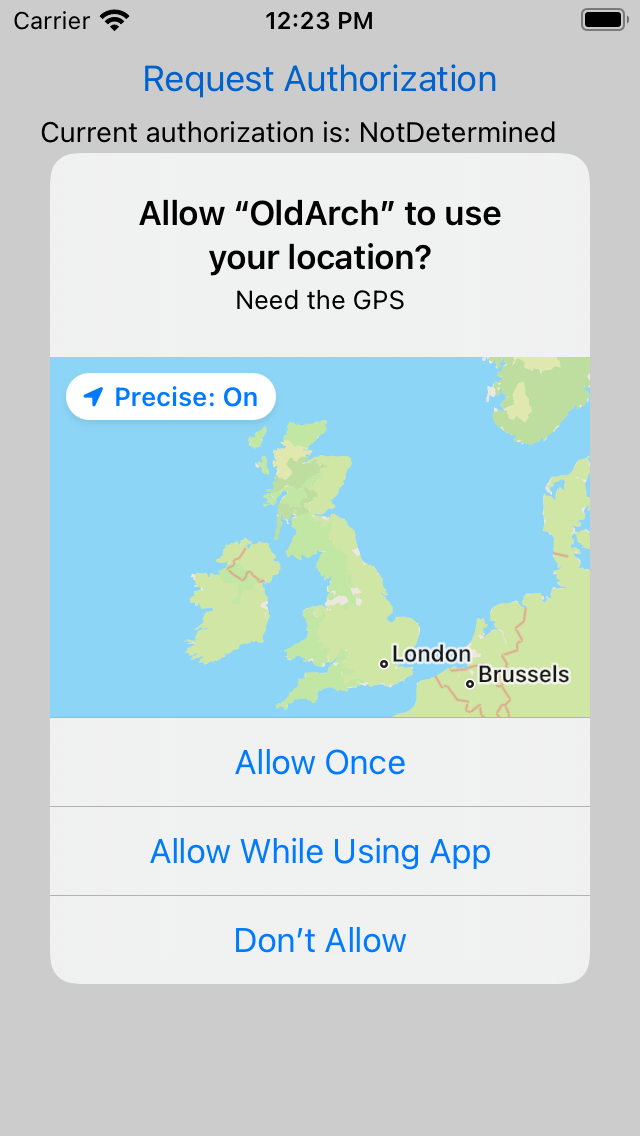 Carrier 12:23 PM
Request Authorization
Current authorization is: NotDetermined
Allow “OldArch” to use
your location?
Need the GPS
Precise: On
London
Brussels
Allow Once
Allow While Using App
Don’t Allow